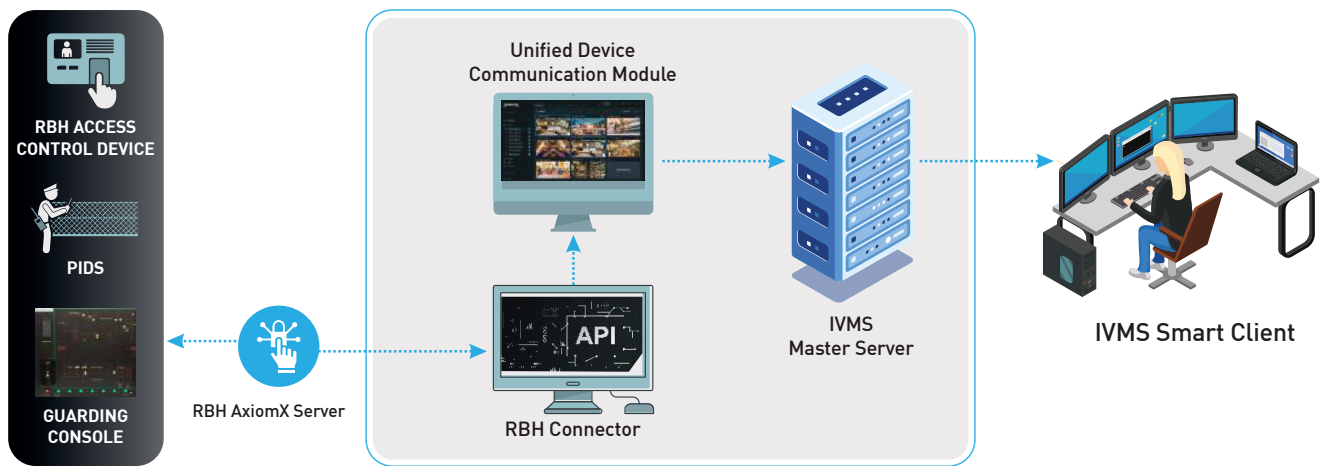 RBH ACCESS
CONTROL DEVICE
PIDS
GUARDING
CONSOLE
RBH AxiomX Server
Unified Device
Communication Module
API
RBH Connector
IVMS
Master Server
IVMS Smart Client